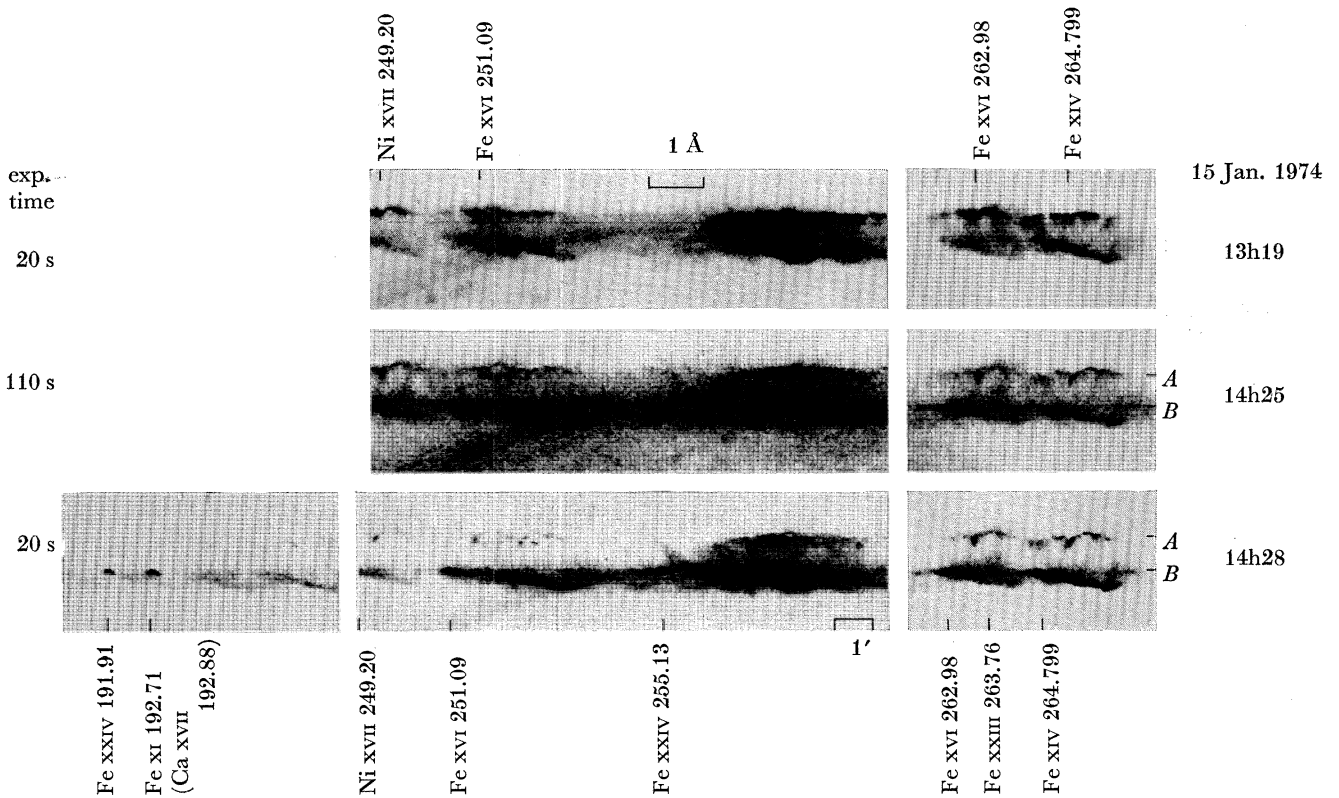 Ni XVII 249.20
Fe XVI 251.09
Fe XVI 262.98
Fe XIV 264.799
1 Å
exp.
time
15 Jan. 1974
20 s
13h19
110 s
A
B
14h25
20 s
A
B
14h28
1′
Fe XXIV 191.91
Fe XI 192.71
(Ca XVII
192.88)
Ni XVII 249.20
Fe XVI 251.09
Fe XXIV 255.13
Fe XVI 262.98
Fe XXIII 263.76
Fe XIV 264.799